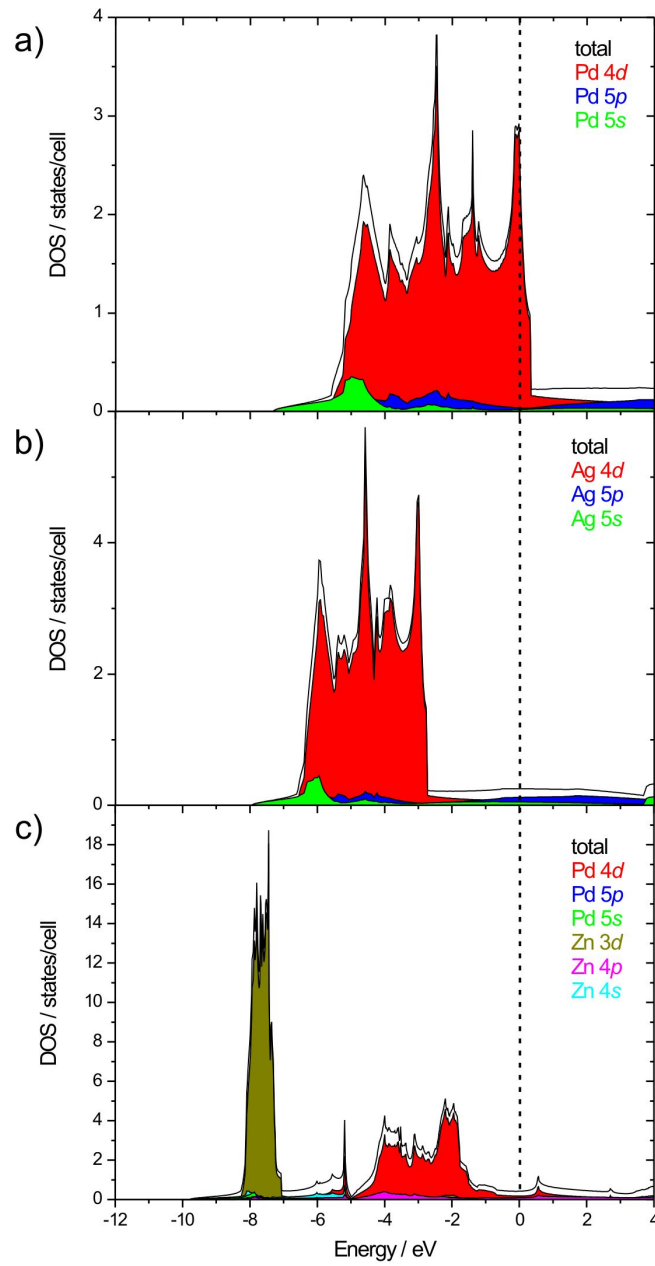 a)
4
3
2
1
0
DOS / states/cell
total
Pd 4d
Pd 5p
Pd 5s
b)
4
2
0
DOS / states/cell
total
Ag 4d
Ag 5p
Ag 5s
c)
18
16
14
12
10
8
6
4
2
0
DOS / states/cell
total
Pd 4d
Pd 5p
Pd 5s
Zn 3d
Zn 4p
Zn 4s
-12 -10 -8 -6 -4 -2 0 2 4
Energy / eV